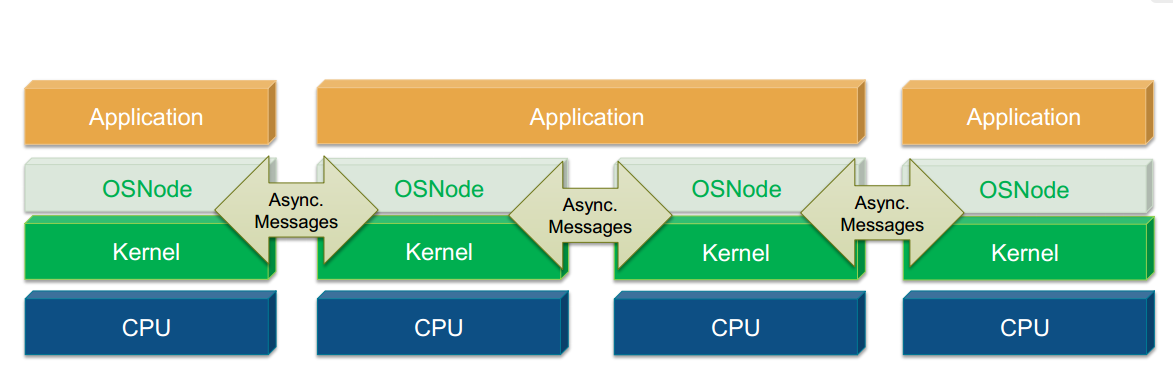 Application
Application
Application
OSNode
OSNode
OSNode
OSNode
Async.
Messages
Async.
Messages
Async.
Messages
Kernel
Kernel
Kernel
Kernel
CPU
CPU
CPU
CPU